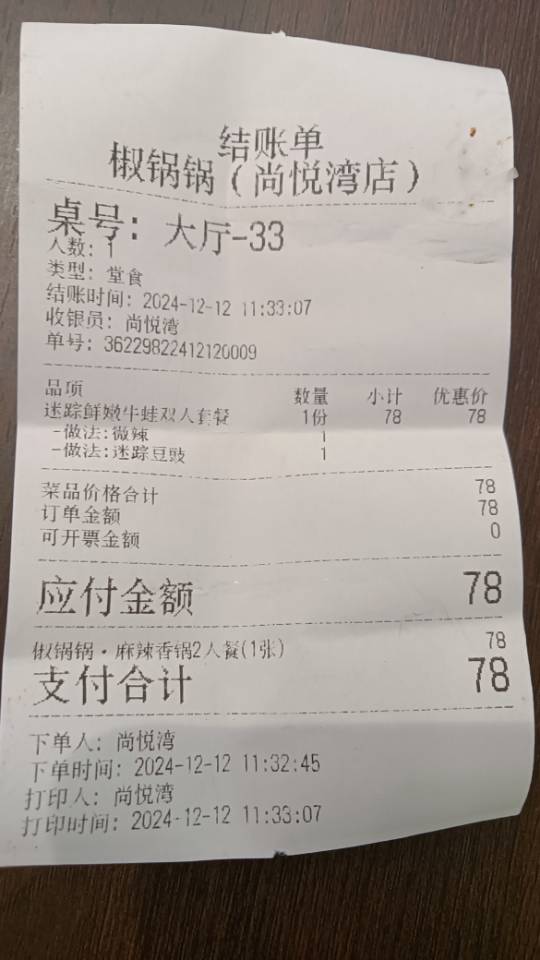 结账单
椒锅锅（尚悦湾店）
桌号：大厅-33
人数：1
类型：堂食
结账时间：2024-12-12 11:33:07
收银员：尚悦湾
单号：36229822412120009
品项 数量 小计 优惠价
迷踪鲜嫩牛蛙双人套餐 1份 78 78
-做法：微辣 1
-做法：迷踪豆豉 1
菜品价格合计 78
订单金额 78
可开票金额 0
应付金额 78
椒锅锅·麻辣香锅2人餐(1张) 78
支付合计 78
下单人：尚悦湾
下单时间：2024-12-12 11:32:45
打印人：尚悦湾
打印时间：2024-12-12 11:33:07